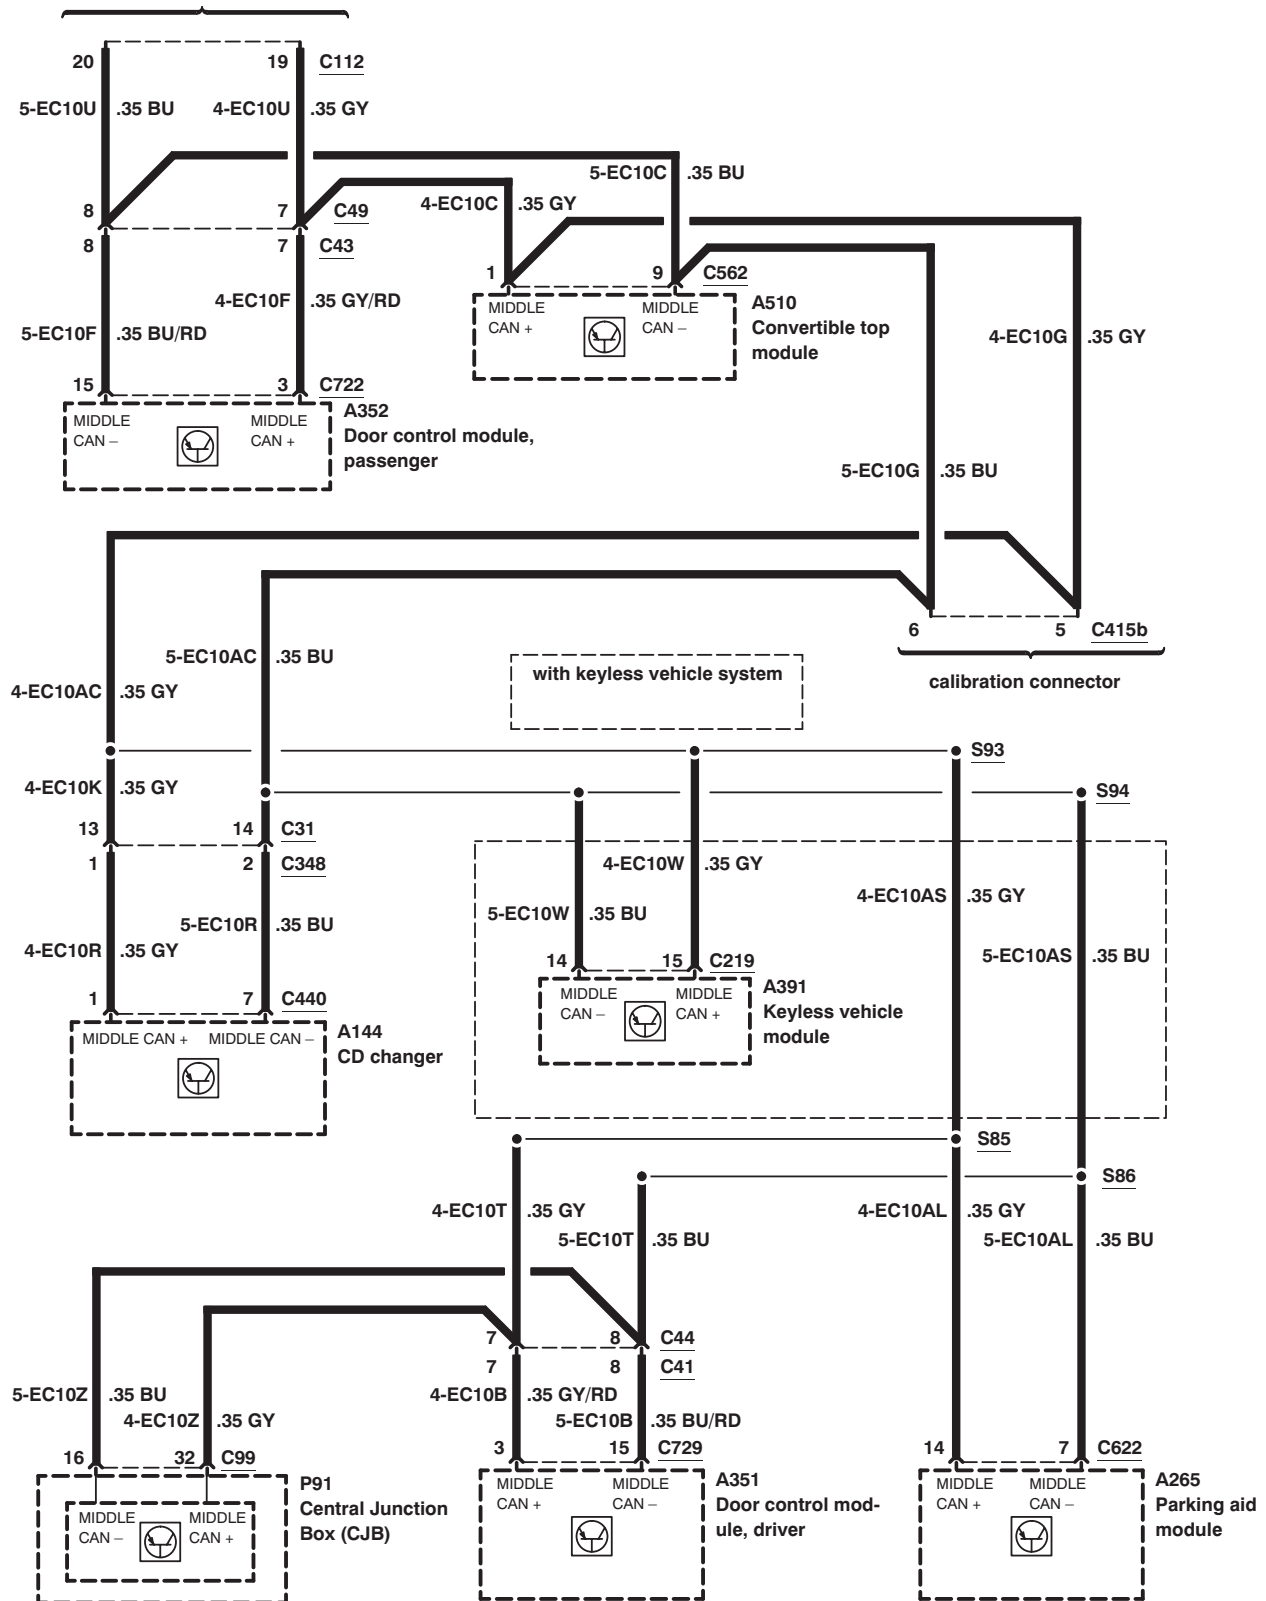 20 19 C112
5-EC10U .35 BU 4-EC10U .35 GY
5-EC10C .35 BU
4-EC10C .35 GY
8 7 C49
8 7 C43
1 9 C562
4-EC10F .35 GY/RD
5-EC10F .35 BU/RD
MIDDLE CAN +
MIDDLE CAN –
A510
Convertible top
module
4-EC10G .35 GY
15 3 C722
MIDDLE CAN –
MIDDLE CAN +
A352
Door control module,
passenger
5-EC10G .35 BU
6 5 C415b
calibration connector
5-EC10AC .35 BU
4-EC10AC .35 GY
with keyless vehicle system
S93
4-EC10K .35 GY
S94
13 14 C31
1 2 C348
4-EC10W .35 GY
4-EC10AS .35 GY
5-EC10W .35 BU
5-EC10R .35 BU
4-EC10R .35 GY
5-EC10AS .35 BU
14 15 C219
MIDDLE CAN –
MIDDLE CAN +
A391
Keyless vehicle
module
1 7 C440
MIDDLE CAN + MIDDLE CAN –
A144
CD changer
S85
S86
4-EC10T .35 GY
4-EC10AL .35 GY
5-EC10T .35 BU
5-EC10AL .35 BU
7 8 C44
7 8 C41
5-EC10Z .35 BU
4-EC10B .35 GY/RD
4-EC10Z .35 GY
5-EC10B .35 BU/RD
16 32 C99
3 15 C729
14 7 C622
P91
Central Junction
Box (CJB)
MIDDLE CAN –
MIDDLE CAN +
MIDDLE CAN +
MIDDLE CAN –
A351
Door control mod-
ule, driver
MIDDLE CAN +
MIDDLE CAN –
A265
Parking aid
module